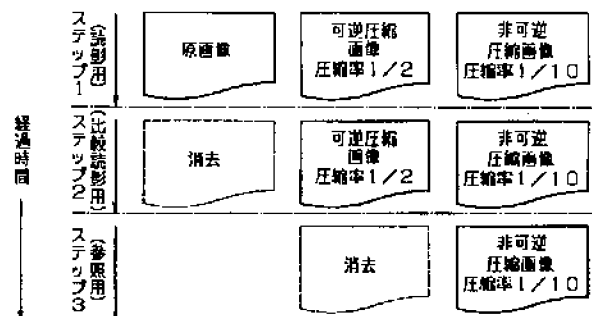 ステップ1
(読影用)
原画像
可逆圧縮
画像
圧縮率1/2
非可逆
圧縮画像
圧縮率1/10
経過時間
ステップ2
(比較読影用)
消去
可逆圧縮
画像
圧縮率1/2
非可逆
圧縮画像
圧縮率1/10
ステップ3
(参照用)
消去
非可逆
圧縮画像
圧縮率1/10